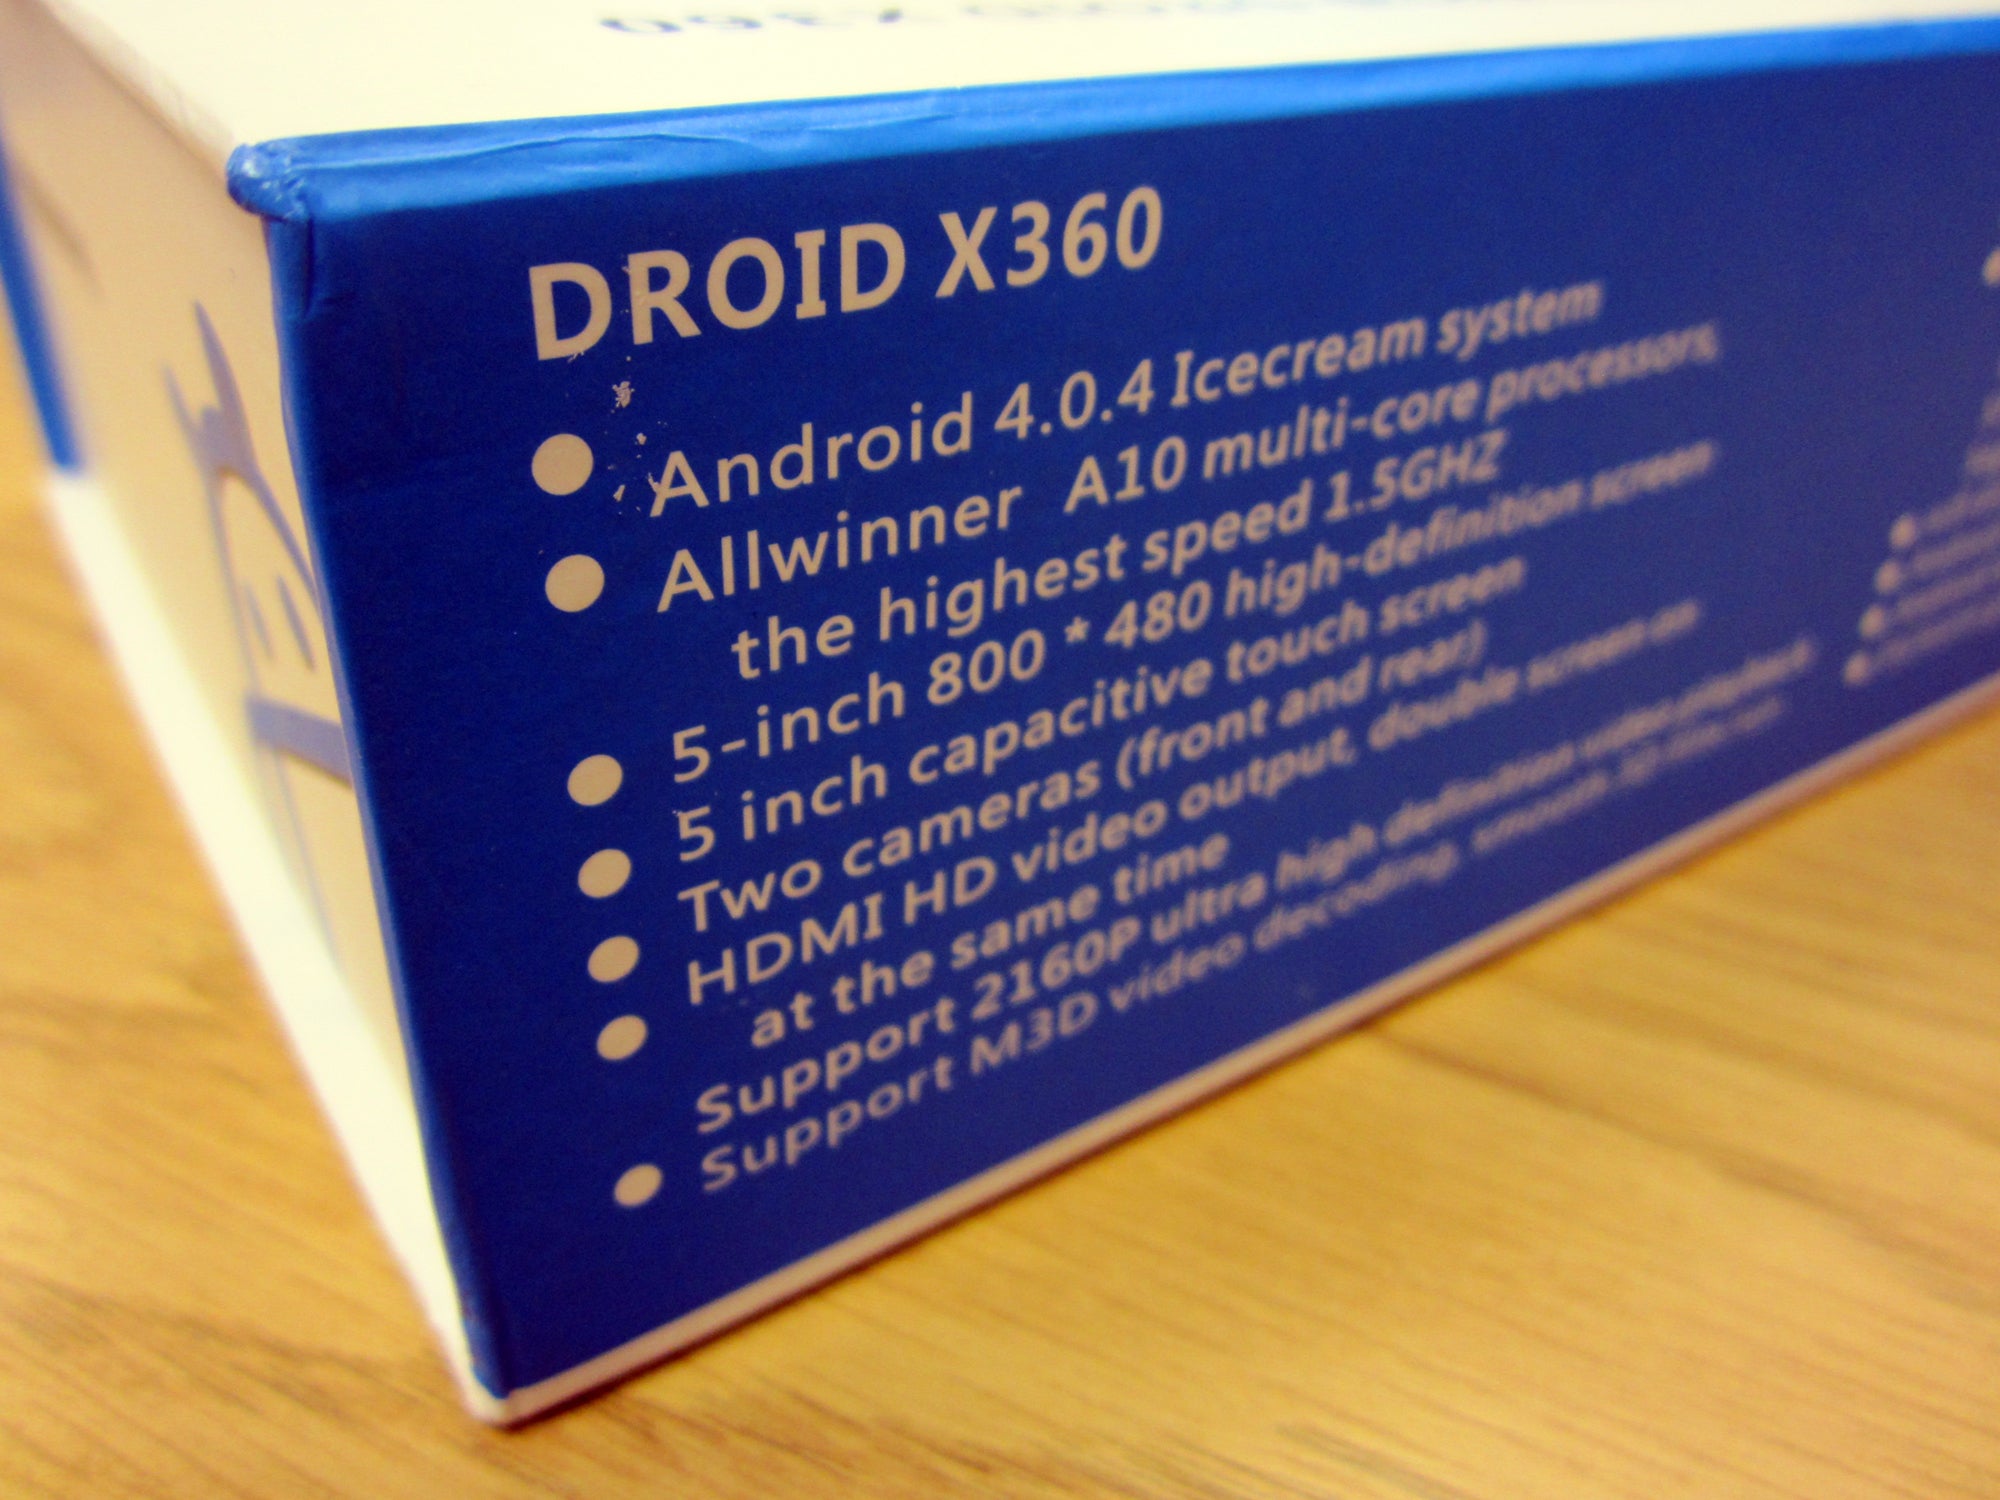 DROID X360
● Android 4.0.4 Icecream system
● Allwinner A10 multi-core processors,
the highest speed 1.5GHZ
● 5-inch 800 * 480 high-definition screen
● 5 inch capacitive touch screen
● Two cameras (front and rear)
● HDMI HD video output, double screen on
at the same time
Support 2160P ultra high definition video playback
● Support M3D video decoding, smooth